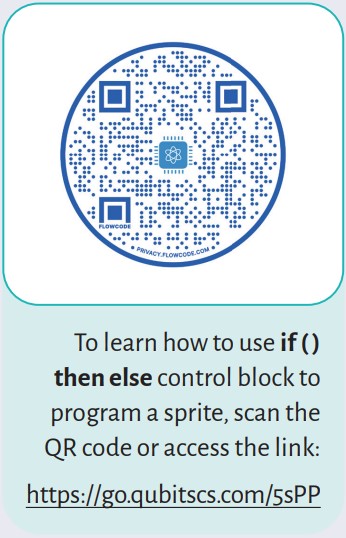 FLOWCODE
PRIVACY.FLOWCODE.COM
To learn how to use if ()
then else control block to
program a sprite, scan the
QR code or access the link:
https://go.qubitscs.com/5sPP